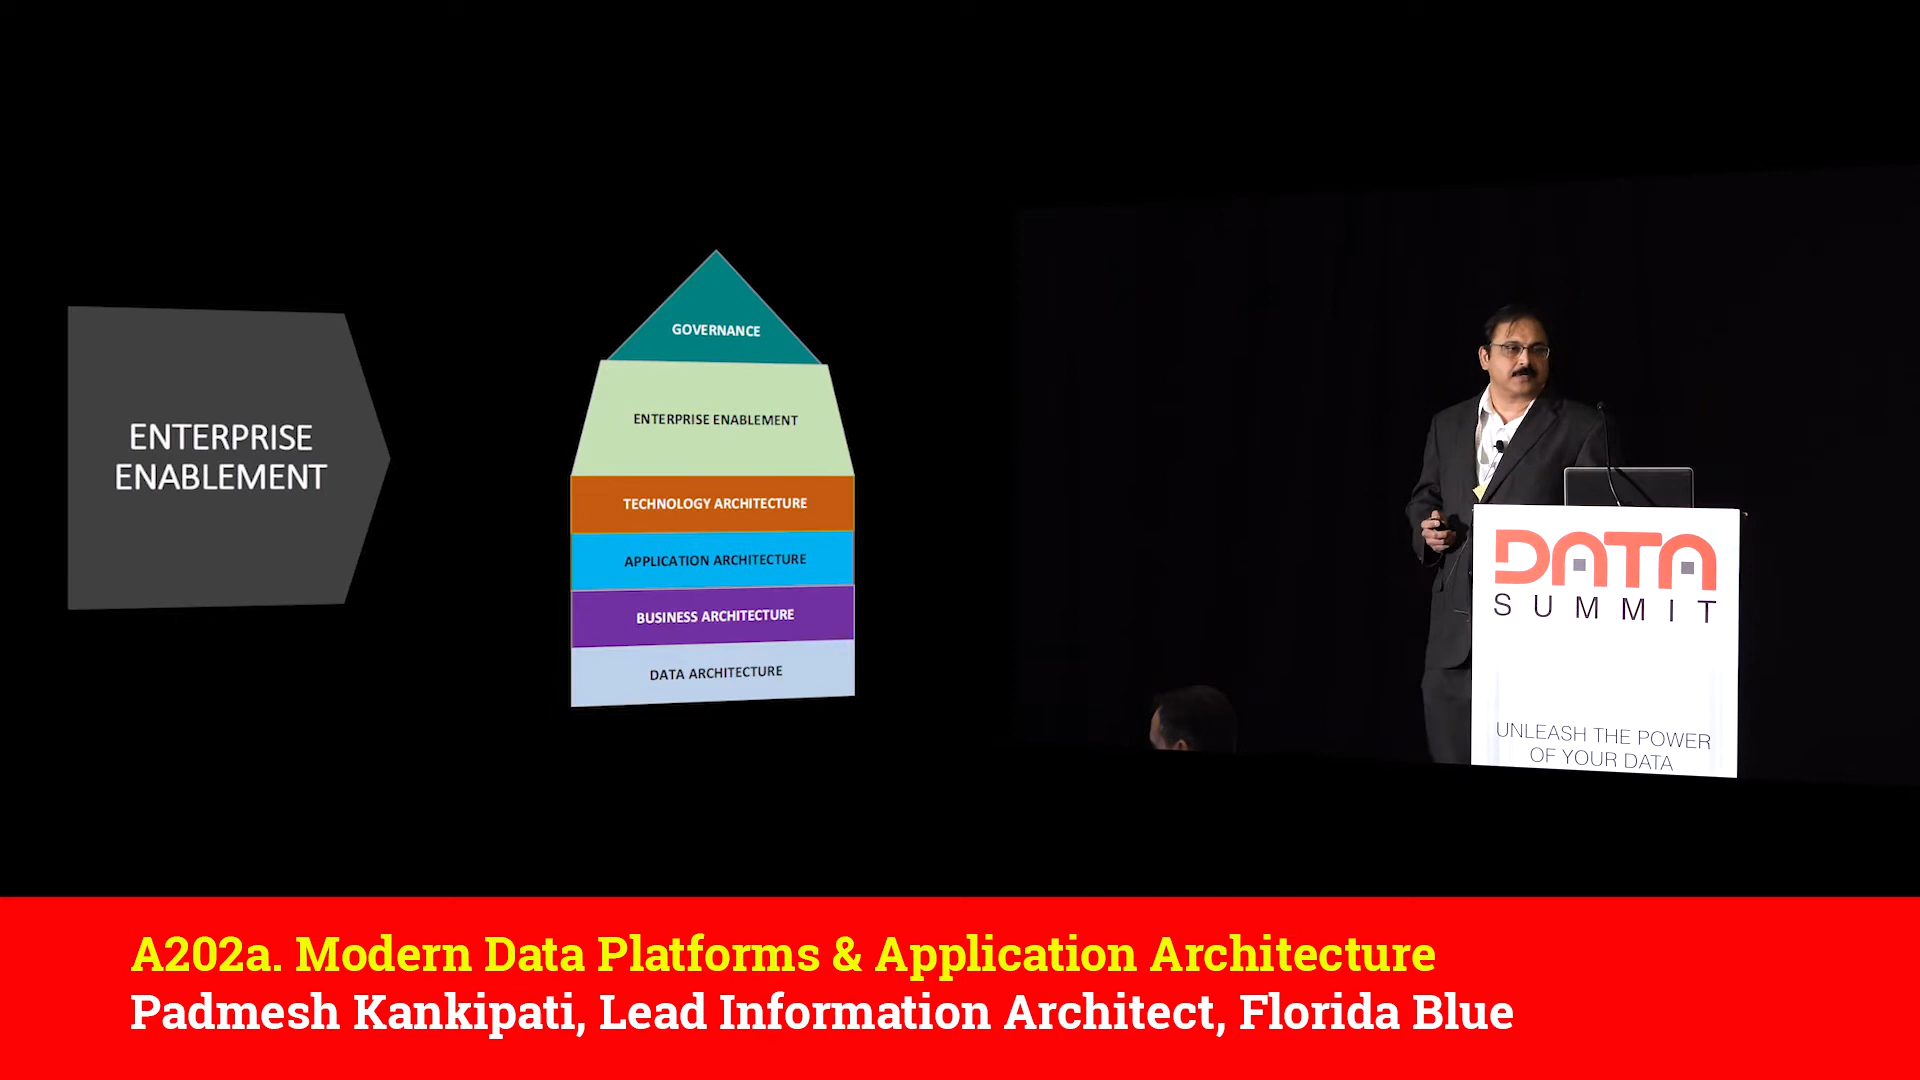 ENTERPRISE
ENABLEMENT
GOVERNANCE
ENTERPRISE ENABLEMENT
TECHNOLOGY ARCHITECTURE
APPLICATION ARCHITECTURE
BUSINESS ARCHITECTURE
DATA ARCHITECTURE
DATA
SUMMIT
UNLEASH THE POWER
OF YOUR DATA
A202a. Modern Data Platforms & Application Architecture
Padmesh Kankipati, Lead Information Architect, Florida Blue